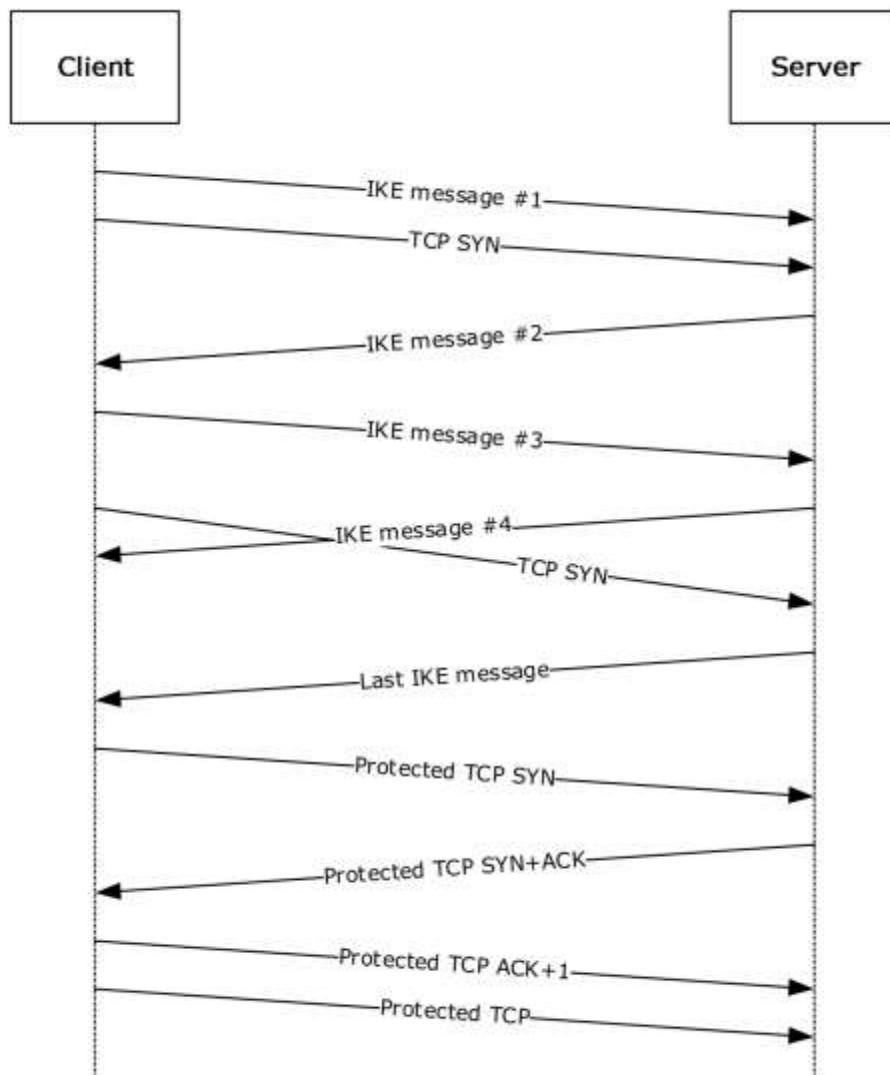 Client
Server
IKE message #1
TCP SYN
IKE message #2
IKE message #3
IKE message #4
TCP SYN
Last IKE message
Protected TCP SYN
Protected TCP SYN+ACK
Protected TCP ACK+1
Protected TCP